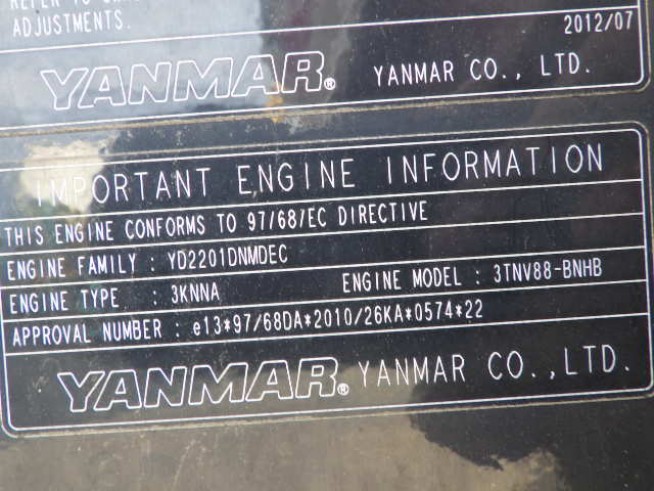 ADJUSTMENTS.
2012/07
YANMAR® YANMAR CO., LTD.
IMPORTANT ENGINE INFORMATION
THIS ENGINE CONFORMS TO 97/68/EC DIRECTIVE
ENGINE FAMILY : YD2201DNMDEC
ENGINE TYPE : 3KNNA ENGINE MODEL : 3TNV88-BNHB
APPROVAL NUMBER : e13*97/68DA*2010/26KA*0574*22
YANMAR® YANMAR CO.,LTD.